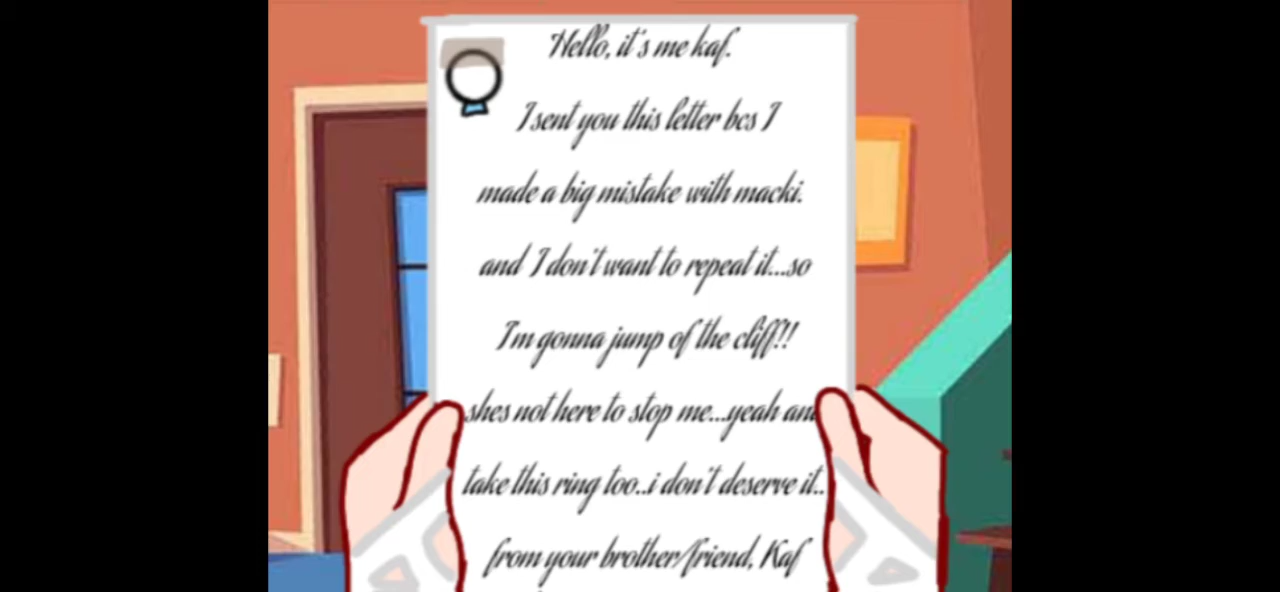 Hello, it's me kaf.
I sent you this letter bcs I
made a big mistake with macki.
and I don't want to repeat it...so
I'm gonna jump of the cliff!!
shes not here to stop me...yeah and
take this ring too..i don't deserve it..
from your brother/friend, Kaf